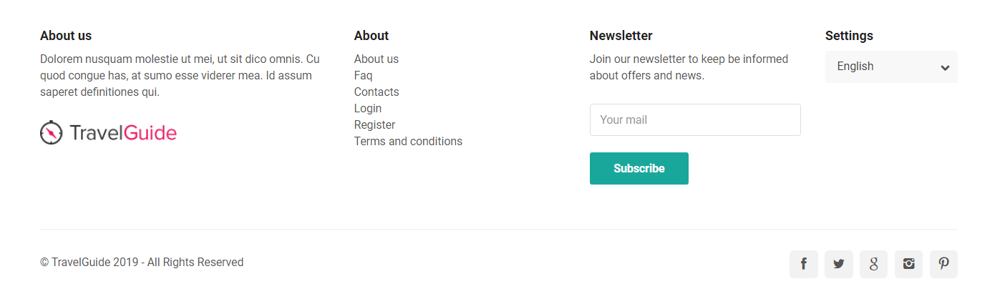 About us
Dolorem nusquam molestie ut mei, ut sit dico omnis. Cu
quod congue has, at sumo esse viderer mea. Id assum
saperet definitiones qui.
TravelGuide
About
About us
Faq
Contacts
Login
Register
Terms and conditions
Newsletter
Join our newsletter to keep be informed
about offers and news.
Your mail
Subscribe
Settings
English
© TravelGuide 2019 - All Rights Reserved